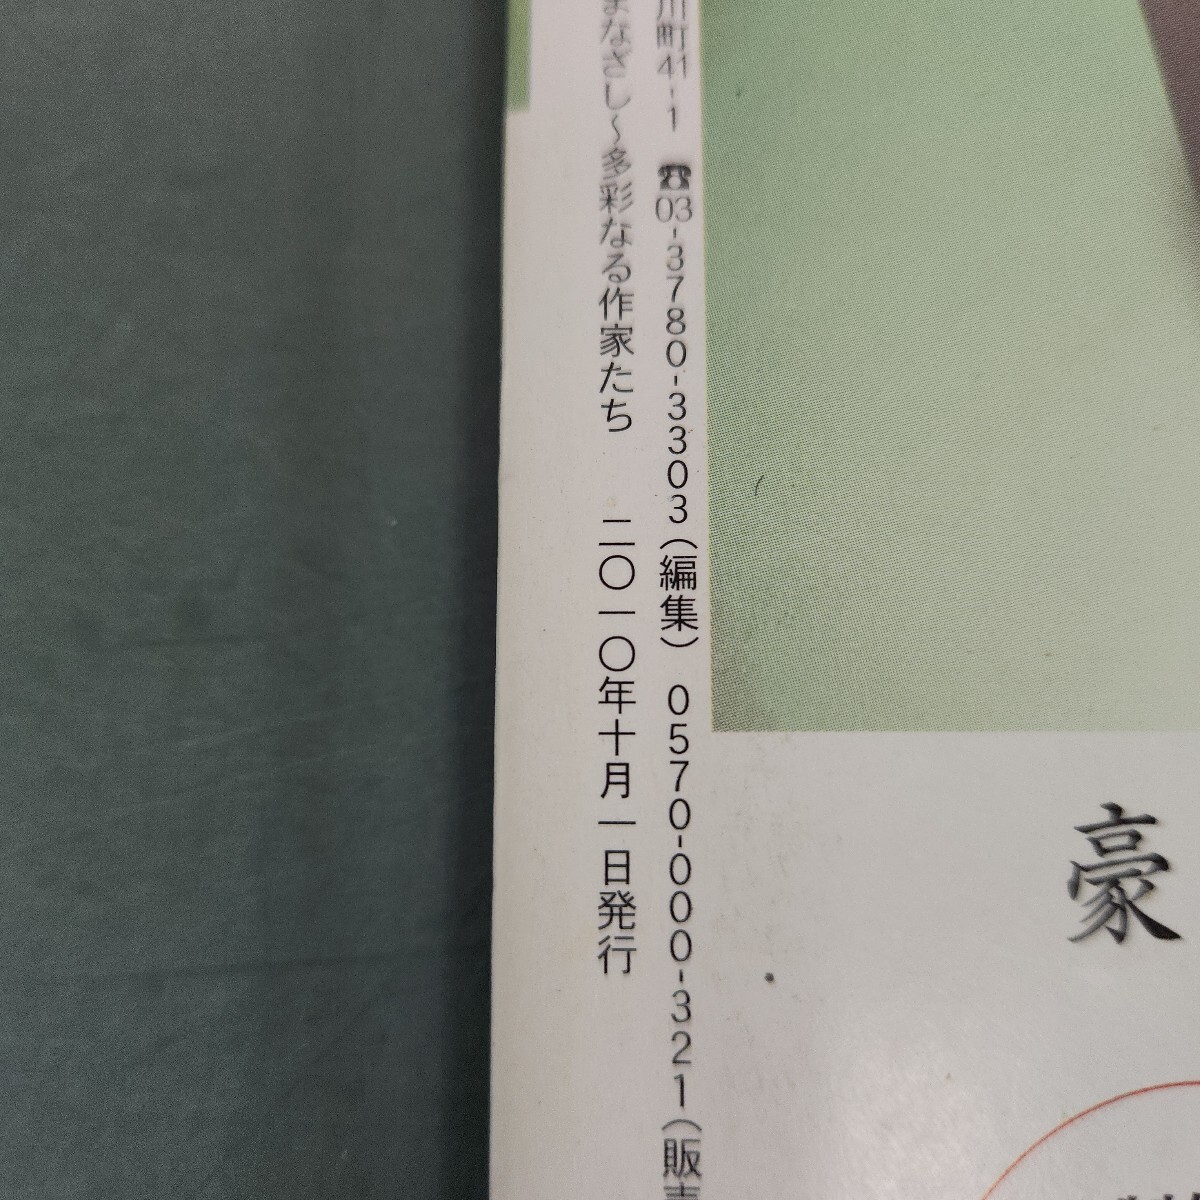 川町41-1 ☎03-3780-3303（編集） 0570-000-321（販売
まなざし～多彩なる作家たち 二〇一〇年十月一日発行
豪